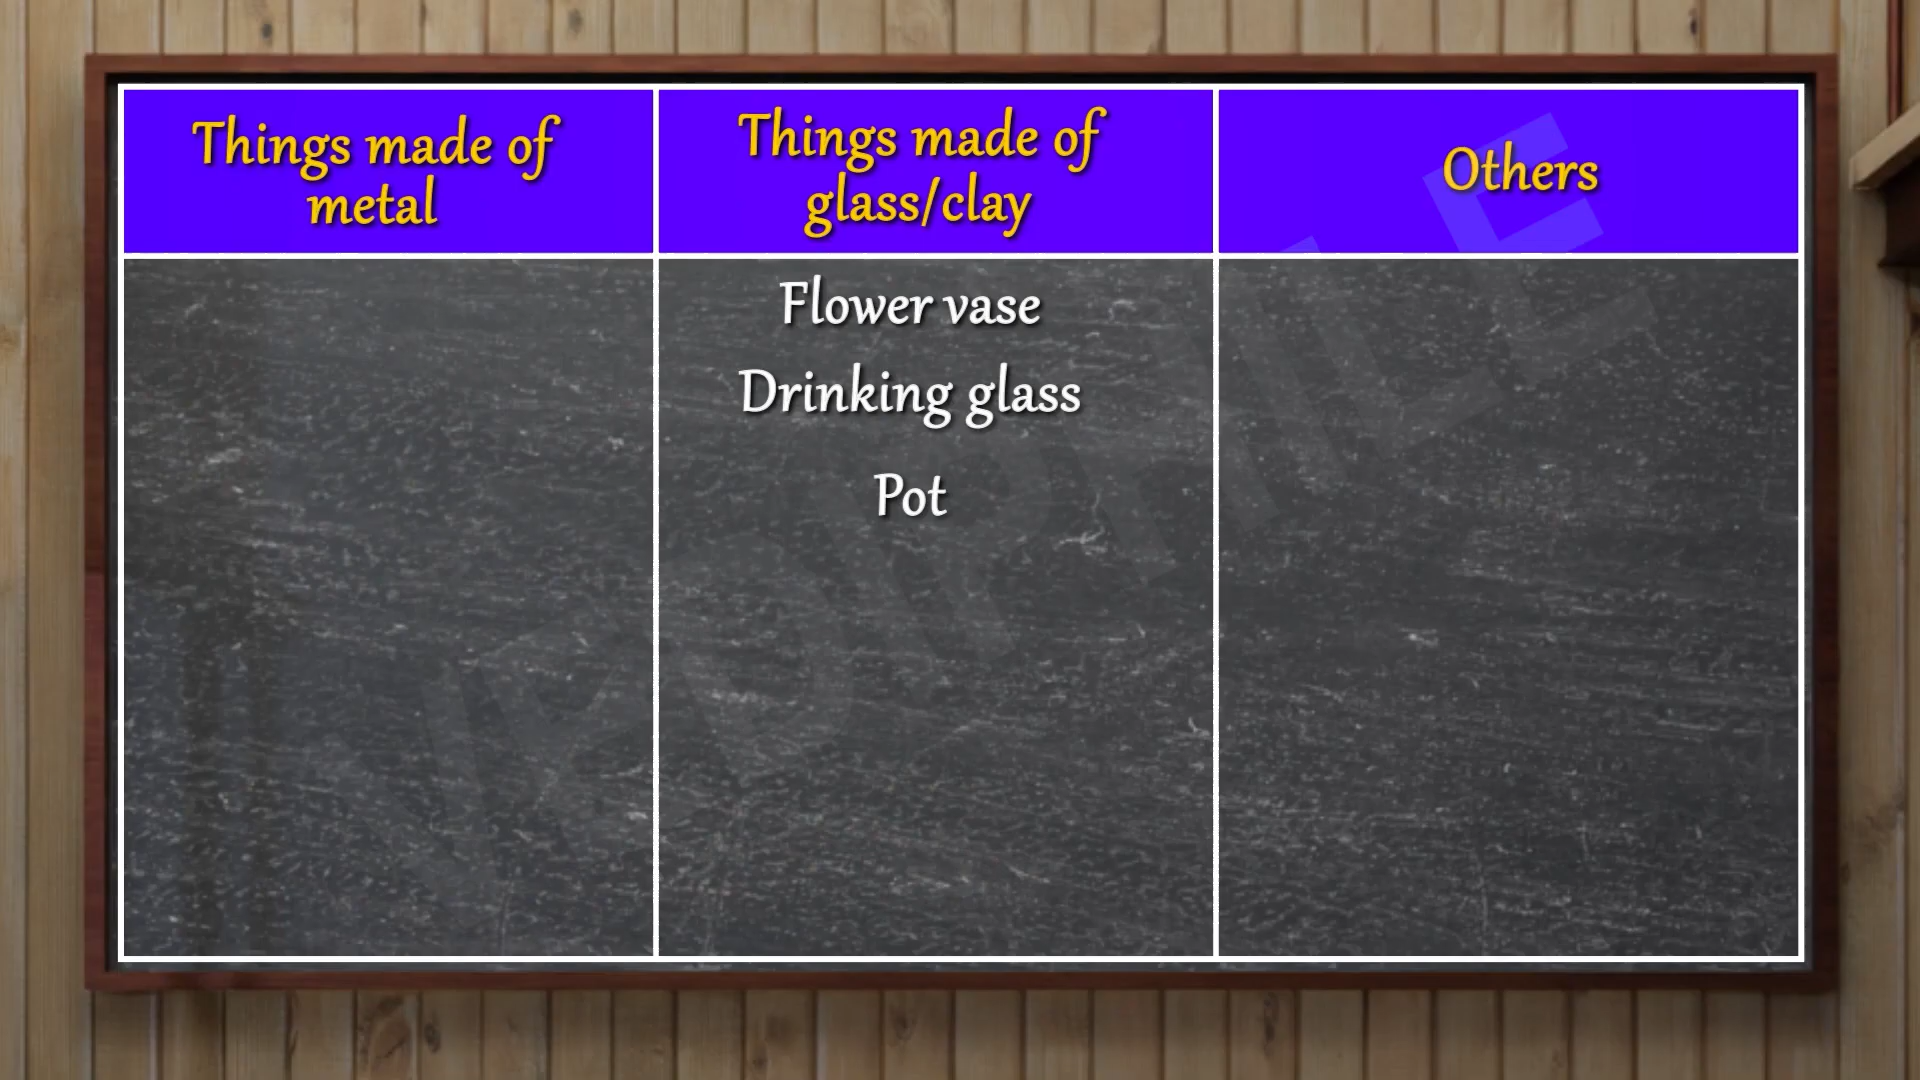 Things made of
metal
Things made of
glass/clay
Others
Flower vase
Drinking glass
Pot